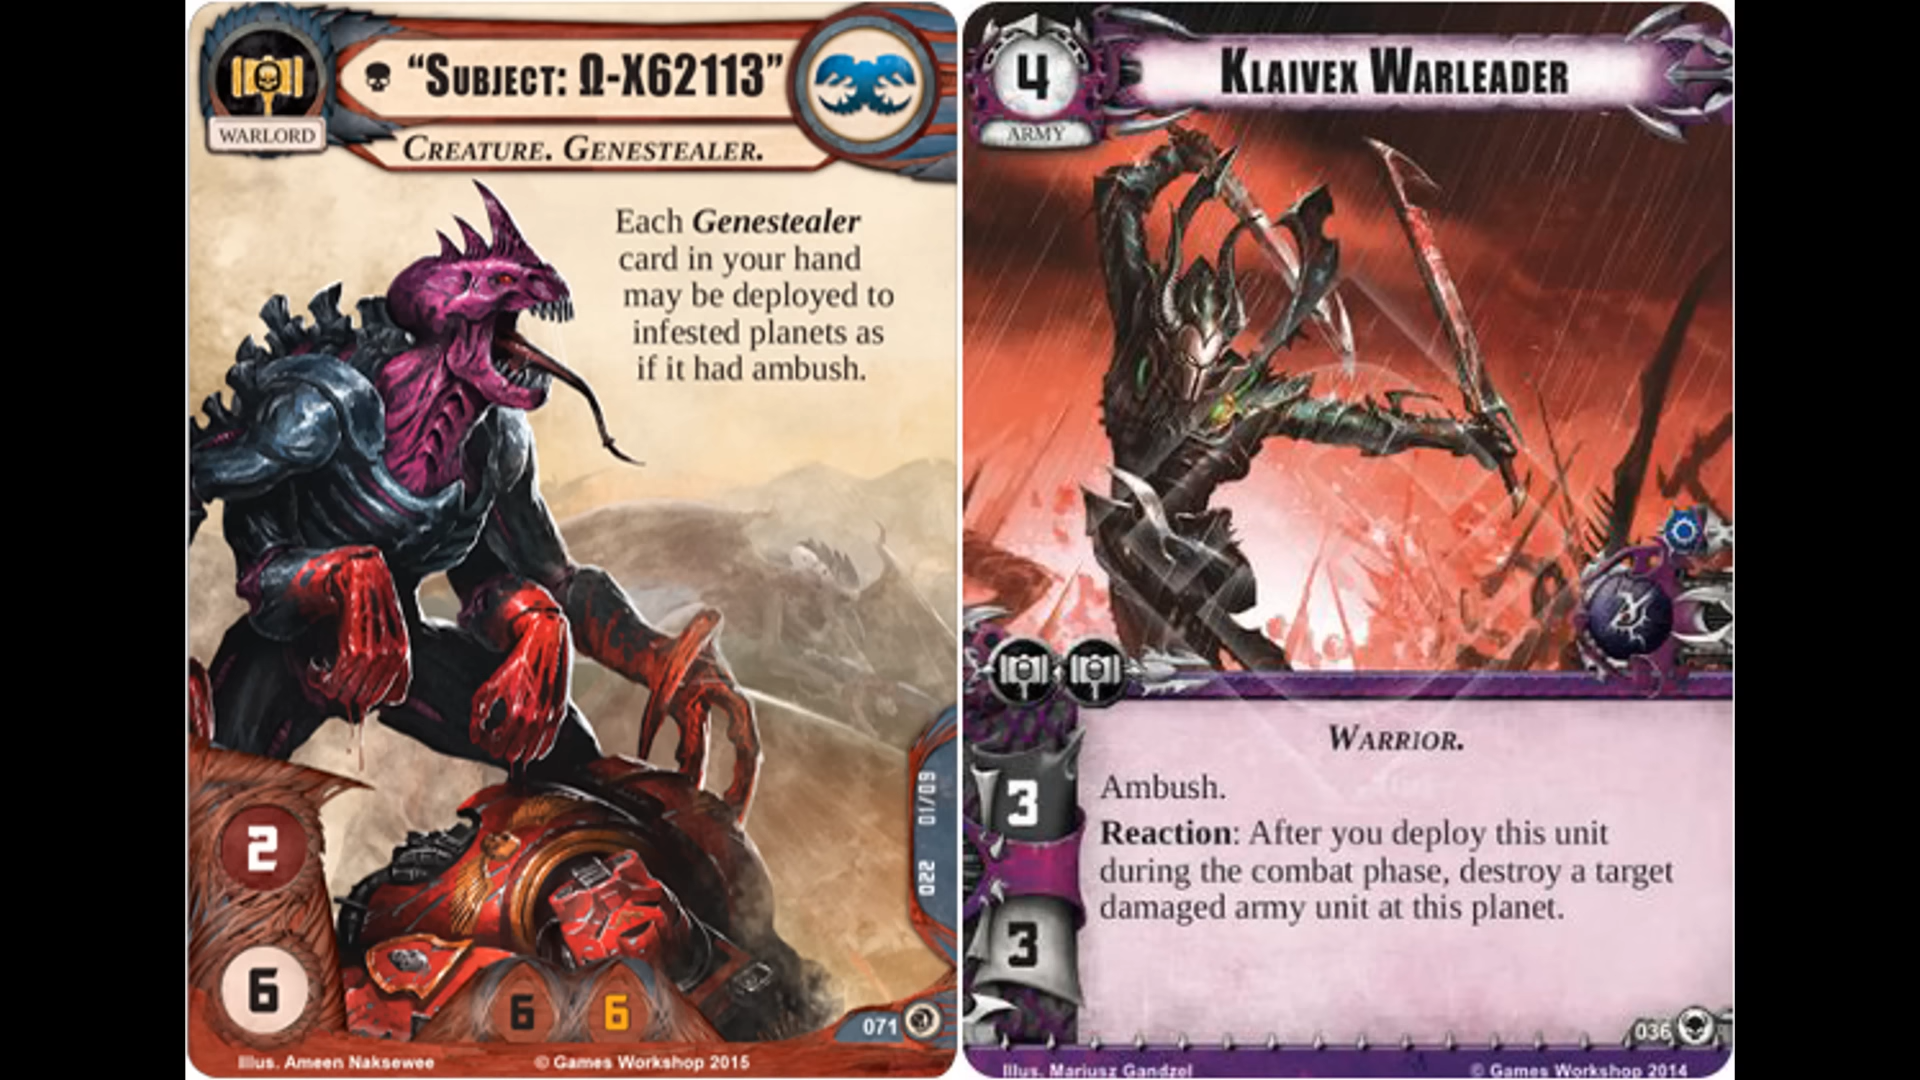 WARLORD
"SUBJECT: Ω-X62113"
CREATURE. GENESTEALER.
Each Genestealer
card in your hand
may be deployed to
infested planets as
if it had ambush.
2
6
6
6
022 01/09
071
Illus. Ameen Naksewee
© Games Workshop 2015
4
ARMY
KLAIVEX WARLEADER
3
3
WARRIOR.
Ambush.
Reaction: After you deploy this unit
during the combat phase, destroy a target
damaged army unit at this planet.
036
Illus. Mariusz Gandzel
© Games Workshop 2014